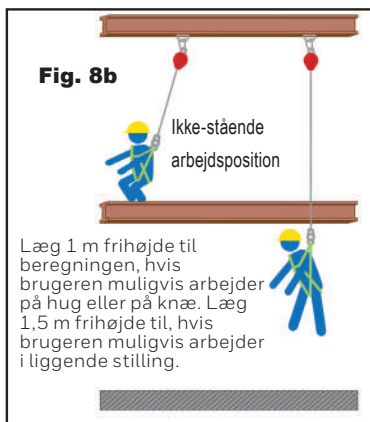 Fig. 8b
Ikke-stående
arbejdsposition
Læg 1 m frihøjde til
beregningen, hvis
brugeren muligvis arbejder
på hug eller på knæ. Læg
1,5 m frihøjde til, hvis
brugeren muligvis arbejder
i liggende stilling.